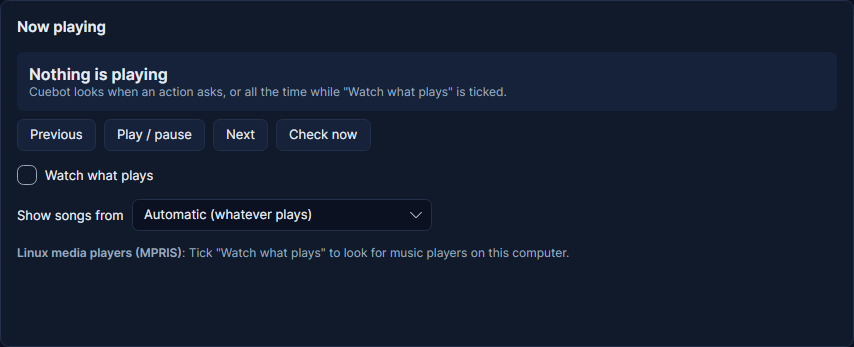 Now playing
Nothing is playing
Cuebot looks when an action asks, or all the time while "Watch what plays" is ticked.
Previous
Play / pause
Next
Check now
Watch what plays
Show songs from
Automatic (whatever plays)
Linux media players (MPRIS): Tick "Watch what plays" to look for music players on this computer.